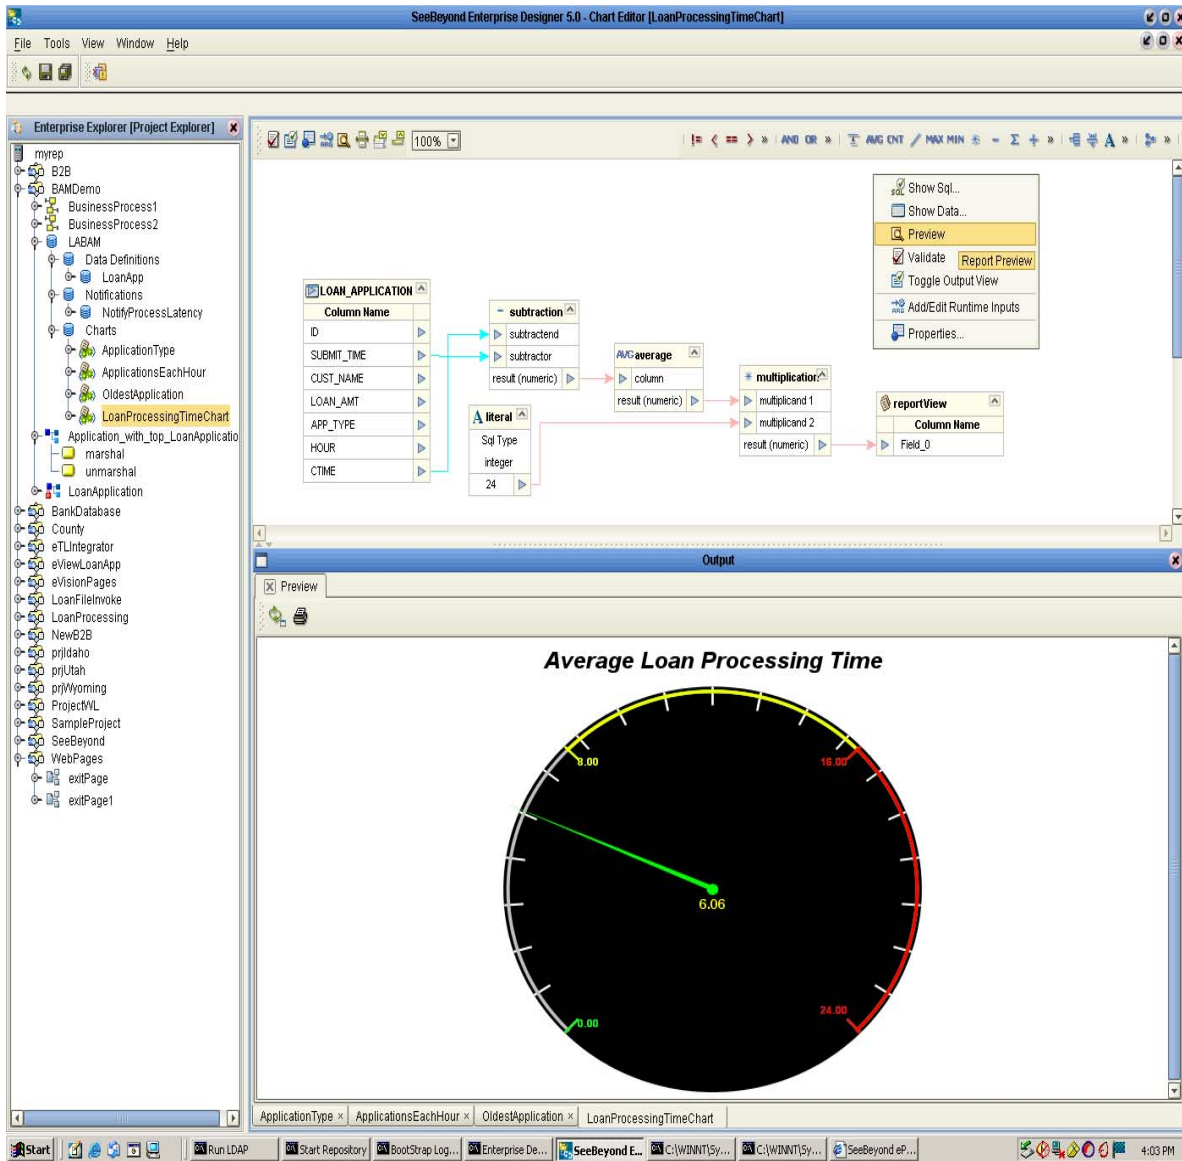 SeeBeyond Enterprise Designer 5.0 - Chart Editor [LoanProcessingTimeChart]
File Tools View Window Help
Enterprise Explorer [Project Explorer]
myrep
B2B
BAMDemo
BusinessProcess1
BusinessProcess2
LABAM
Data Definitions
LoanApp
Notifications
NotifyProcessLatency
Charts
ApplicationType
ApplicationsEachHour
OldestApplication
LoanProcessingTimeChart
Application_with_top_LoanApplicatio
marshal
unmarshal
LoanApplication
BankDatabase
County
eTLIntegrator
eViewLoanApp
eVisionPages
LoanFileInvoke
LoanProcessing
NewB2B
prjIdaho
prjUtah
prjWyoming
ProjectWL
SampleProject
SeeBeyond
WebPages
exitPage
exitPage1
100%
!= < == > » AND OR » AVG CNT / MAX MIN * - Σ + » A » »
Show Sql...
Show Data...
Preview
Validate
Report Preview
Toggle Output View
Add/Edit Runtime Inputs
Properties...
LOAN_APPLICATION
Column Name
ID
SUBMIT_TIME
CUST_NAME
LOAN_AMT
APP_TYPE
HOUR
CTIME
- subtraction
subtractend
subtractor
result (numeric)
A literal
Sql Type
integer
24
AVG average
column
result (numeric)
* multiplication
multiplicand 1
multiplicand 2
result (numeric)
reportView
Column Name
Field_0
Output
Preview
Average Loan Processing Time
8.00
16.00
6.06
0.00
24.00
ApplicationType × ApplicationsEachHour × OldestApplication × LoanProcessingTimeChart
Start Run LDAP Start Repository BootStrap Log... Enterprise De... SeeBeyond E... C:\WINNT\Sy... C:\WINNT\Sy... SeeBeyond eP... 4:03 PM